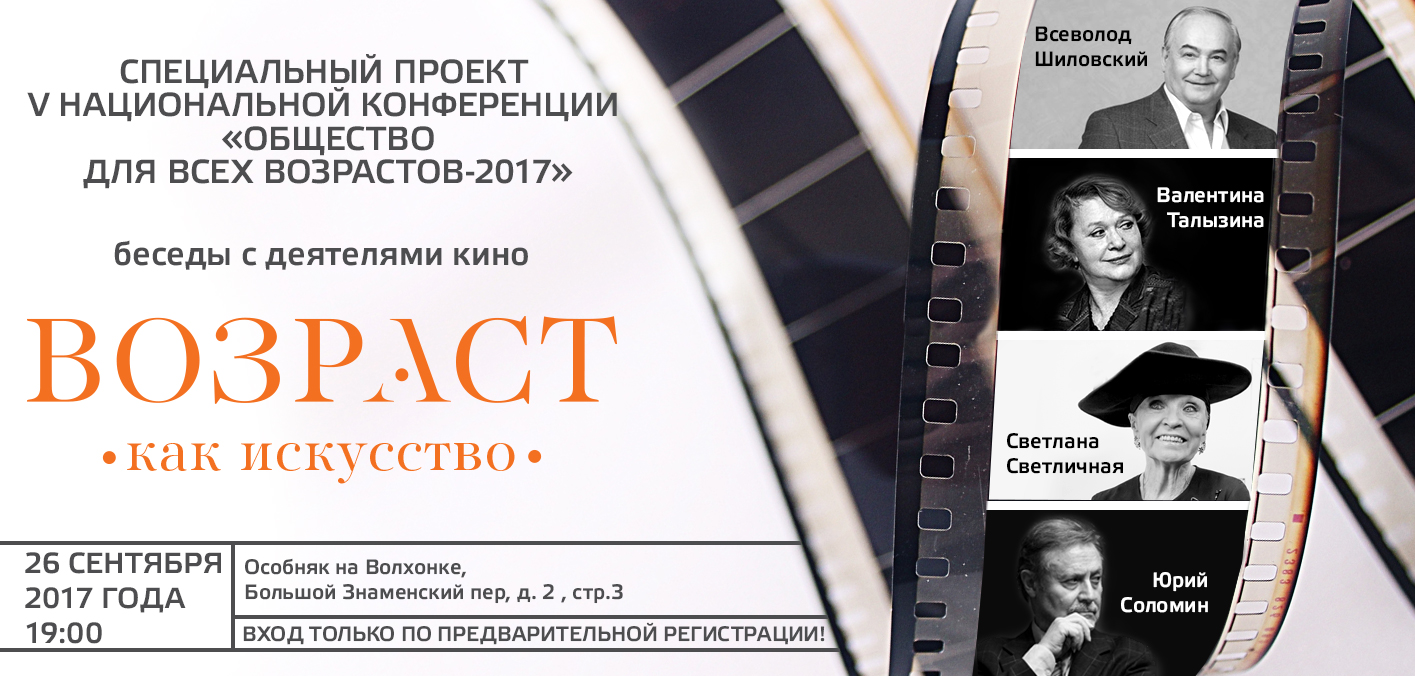 СПЕЦИАЛЬНЫЙ ПРОЕКТ
V НАЦИОНАЛЬНОЙ КОНФЕРЕНЦИИ
«ОБЩЕСТВО
ДЛЯ ВСЕХ ВОЗРАСТОВ-2017»
беседы с деятелями кино
ВОЗРАСТ
• как искусство •
26 СЕНТЯБРЯ
2017 ГОДА
19:00
Особняк на Волхонке,
Большой Знаменский пер, д. 2 , стр.3
ВХОД ТОЛЬКО ПО ПРЕДВАРИТЕЛЬНОЙ РЕГИСТРАЦИИ!
Всеволод
Шиловский
Валентина
Талызина
Светлана
Светличная
Юрий
Соломин